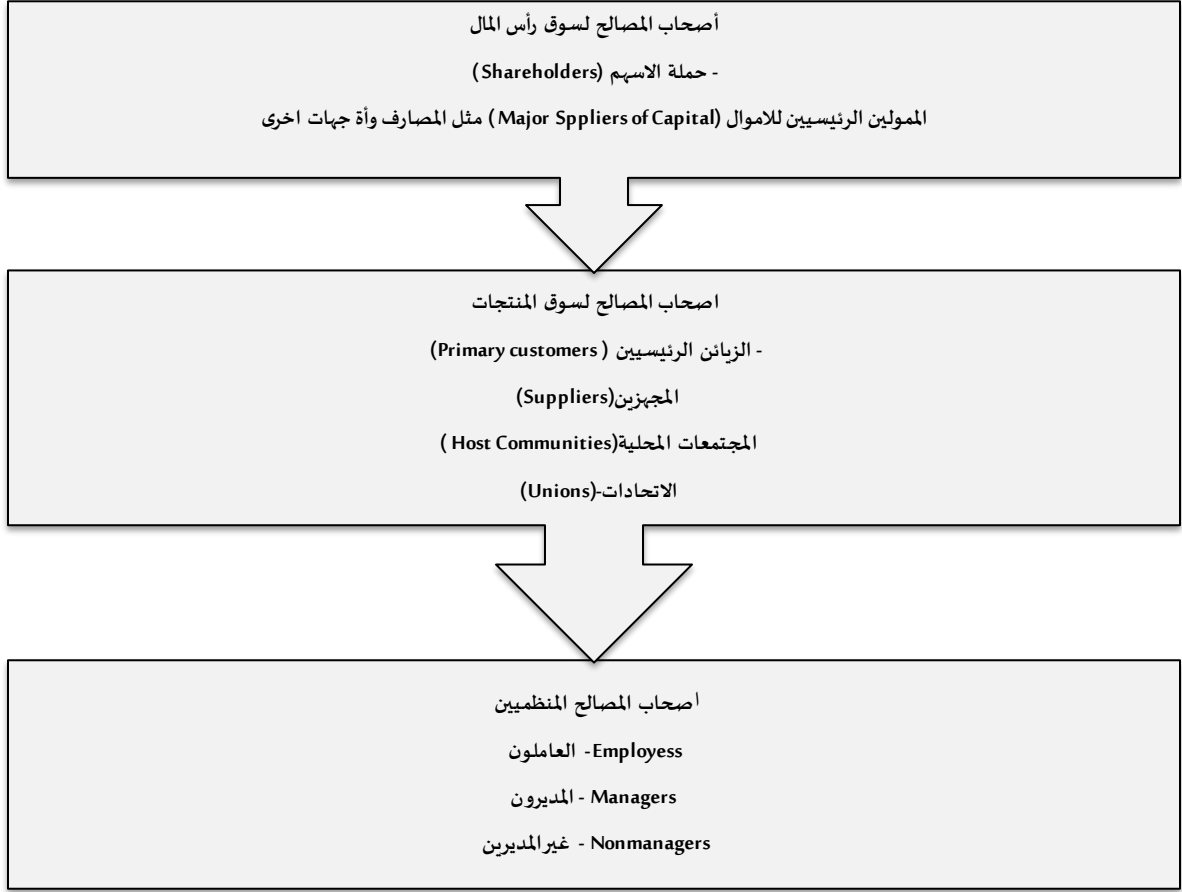 أصحاب المصالح لسوق رأس المال
- حملة الاسهم (Shareholders)
الممولين الرئيسيين للاموال (Major Sppliers of Capital) مثل المصارف وأة جهات اخرى
اصحاب المصالح لسوق المنتجات
- الزبائن الرئيسيين ( Primary customers)
المجهزين(Suppliers)
المجتمعات المحلية(Host Communities )
الاتحادات-(Unions)
أصحاب المصالح المنظميين
Employess- العاملون
Managers - المديرون
Nonmanagers - غيرالمديرين